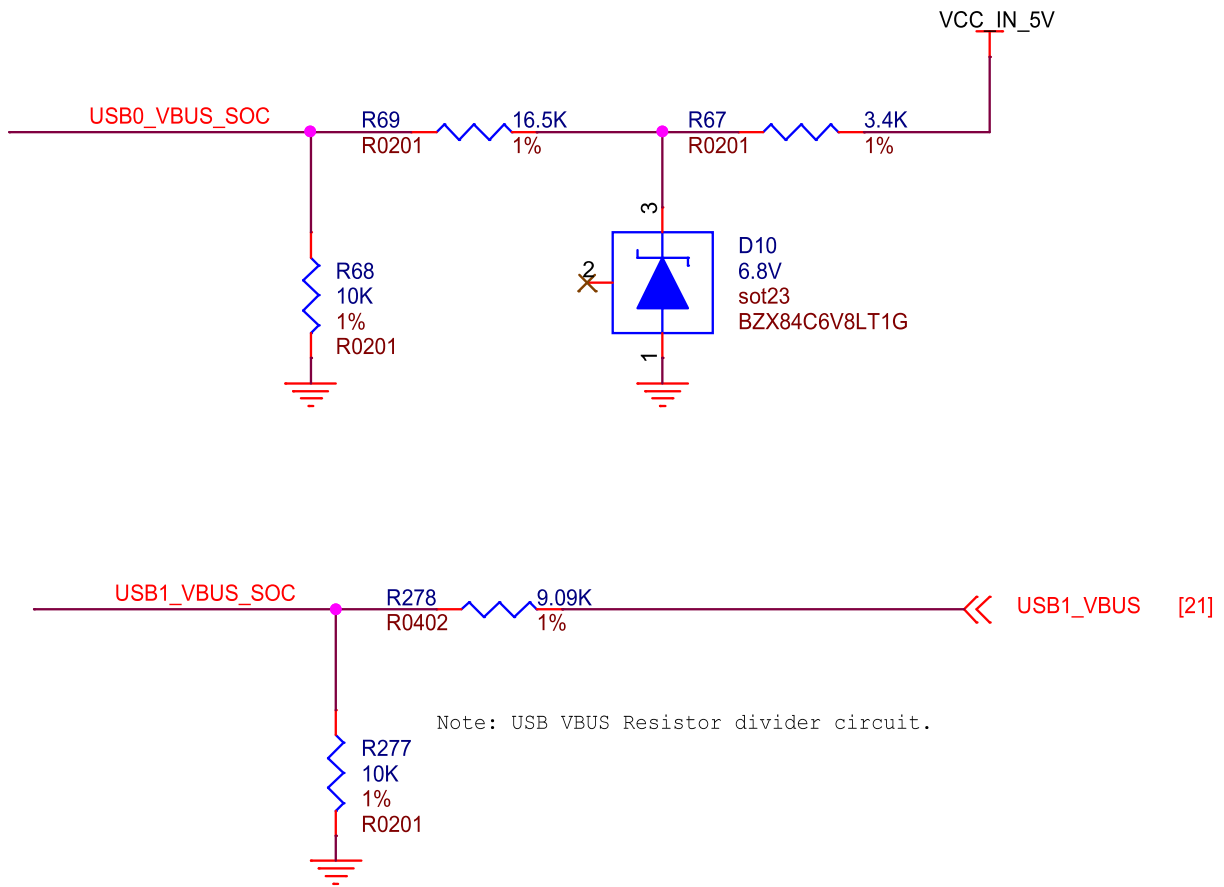 VCC_IN_5V
USB0_VBUS_SOC
R69
16.5K
R67
3.4K
R0201
1%
R0201
1%
3
D10
2
6.8V
R68
sot23
10K
BZX84C6V8LT1G
1%
R0201
1
USB1_VBUS_SOC
R278
9.09K
USB1_VBUS
[21]
R0402
1%
Note: USB VBUS Resistor divider circuit.
R277
10K
1%
R0201